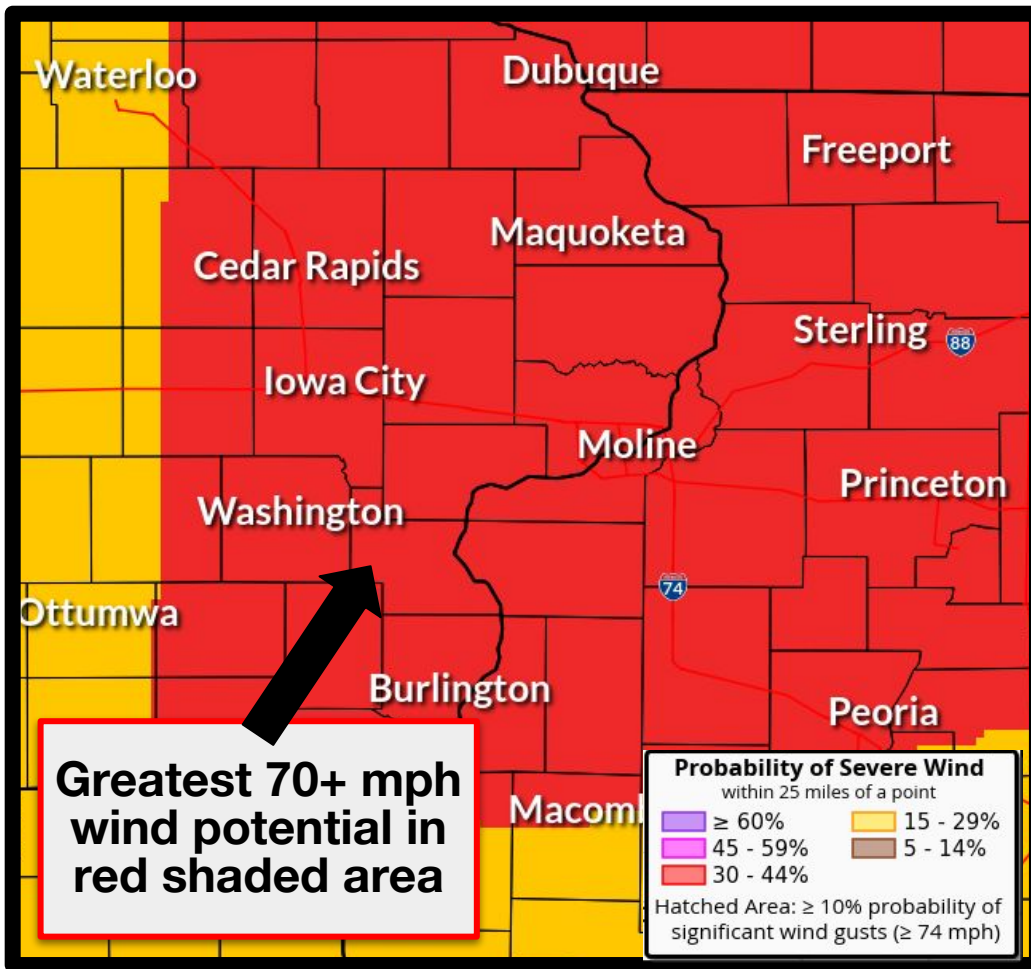 Waterloo
Dubuque
Freeport
Maquoketa
Cedar Rapids
Sterling
88
Iowa City
Moline
Princeton
Washington
74
Ottumwa
Burlington
Peoria
Greatest 70+ mph
wind potential in
red shaded area
Probability of Severe Wind
within 25 miles of a point
≥ 60%
15 - 29%
45 - 59%
5 - 14%
30 - 44%
Hatched Area: ≥ 10% probability of
significant wind gusts (≥ 74 mph)
Macomb